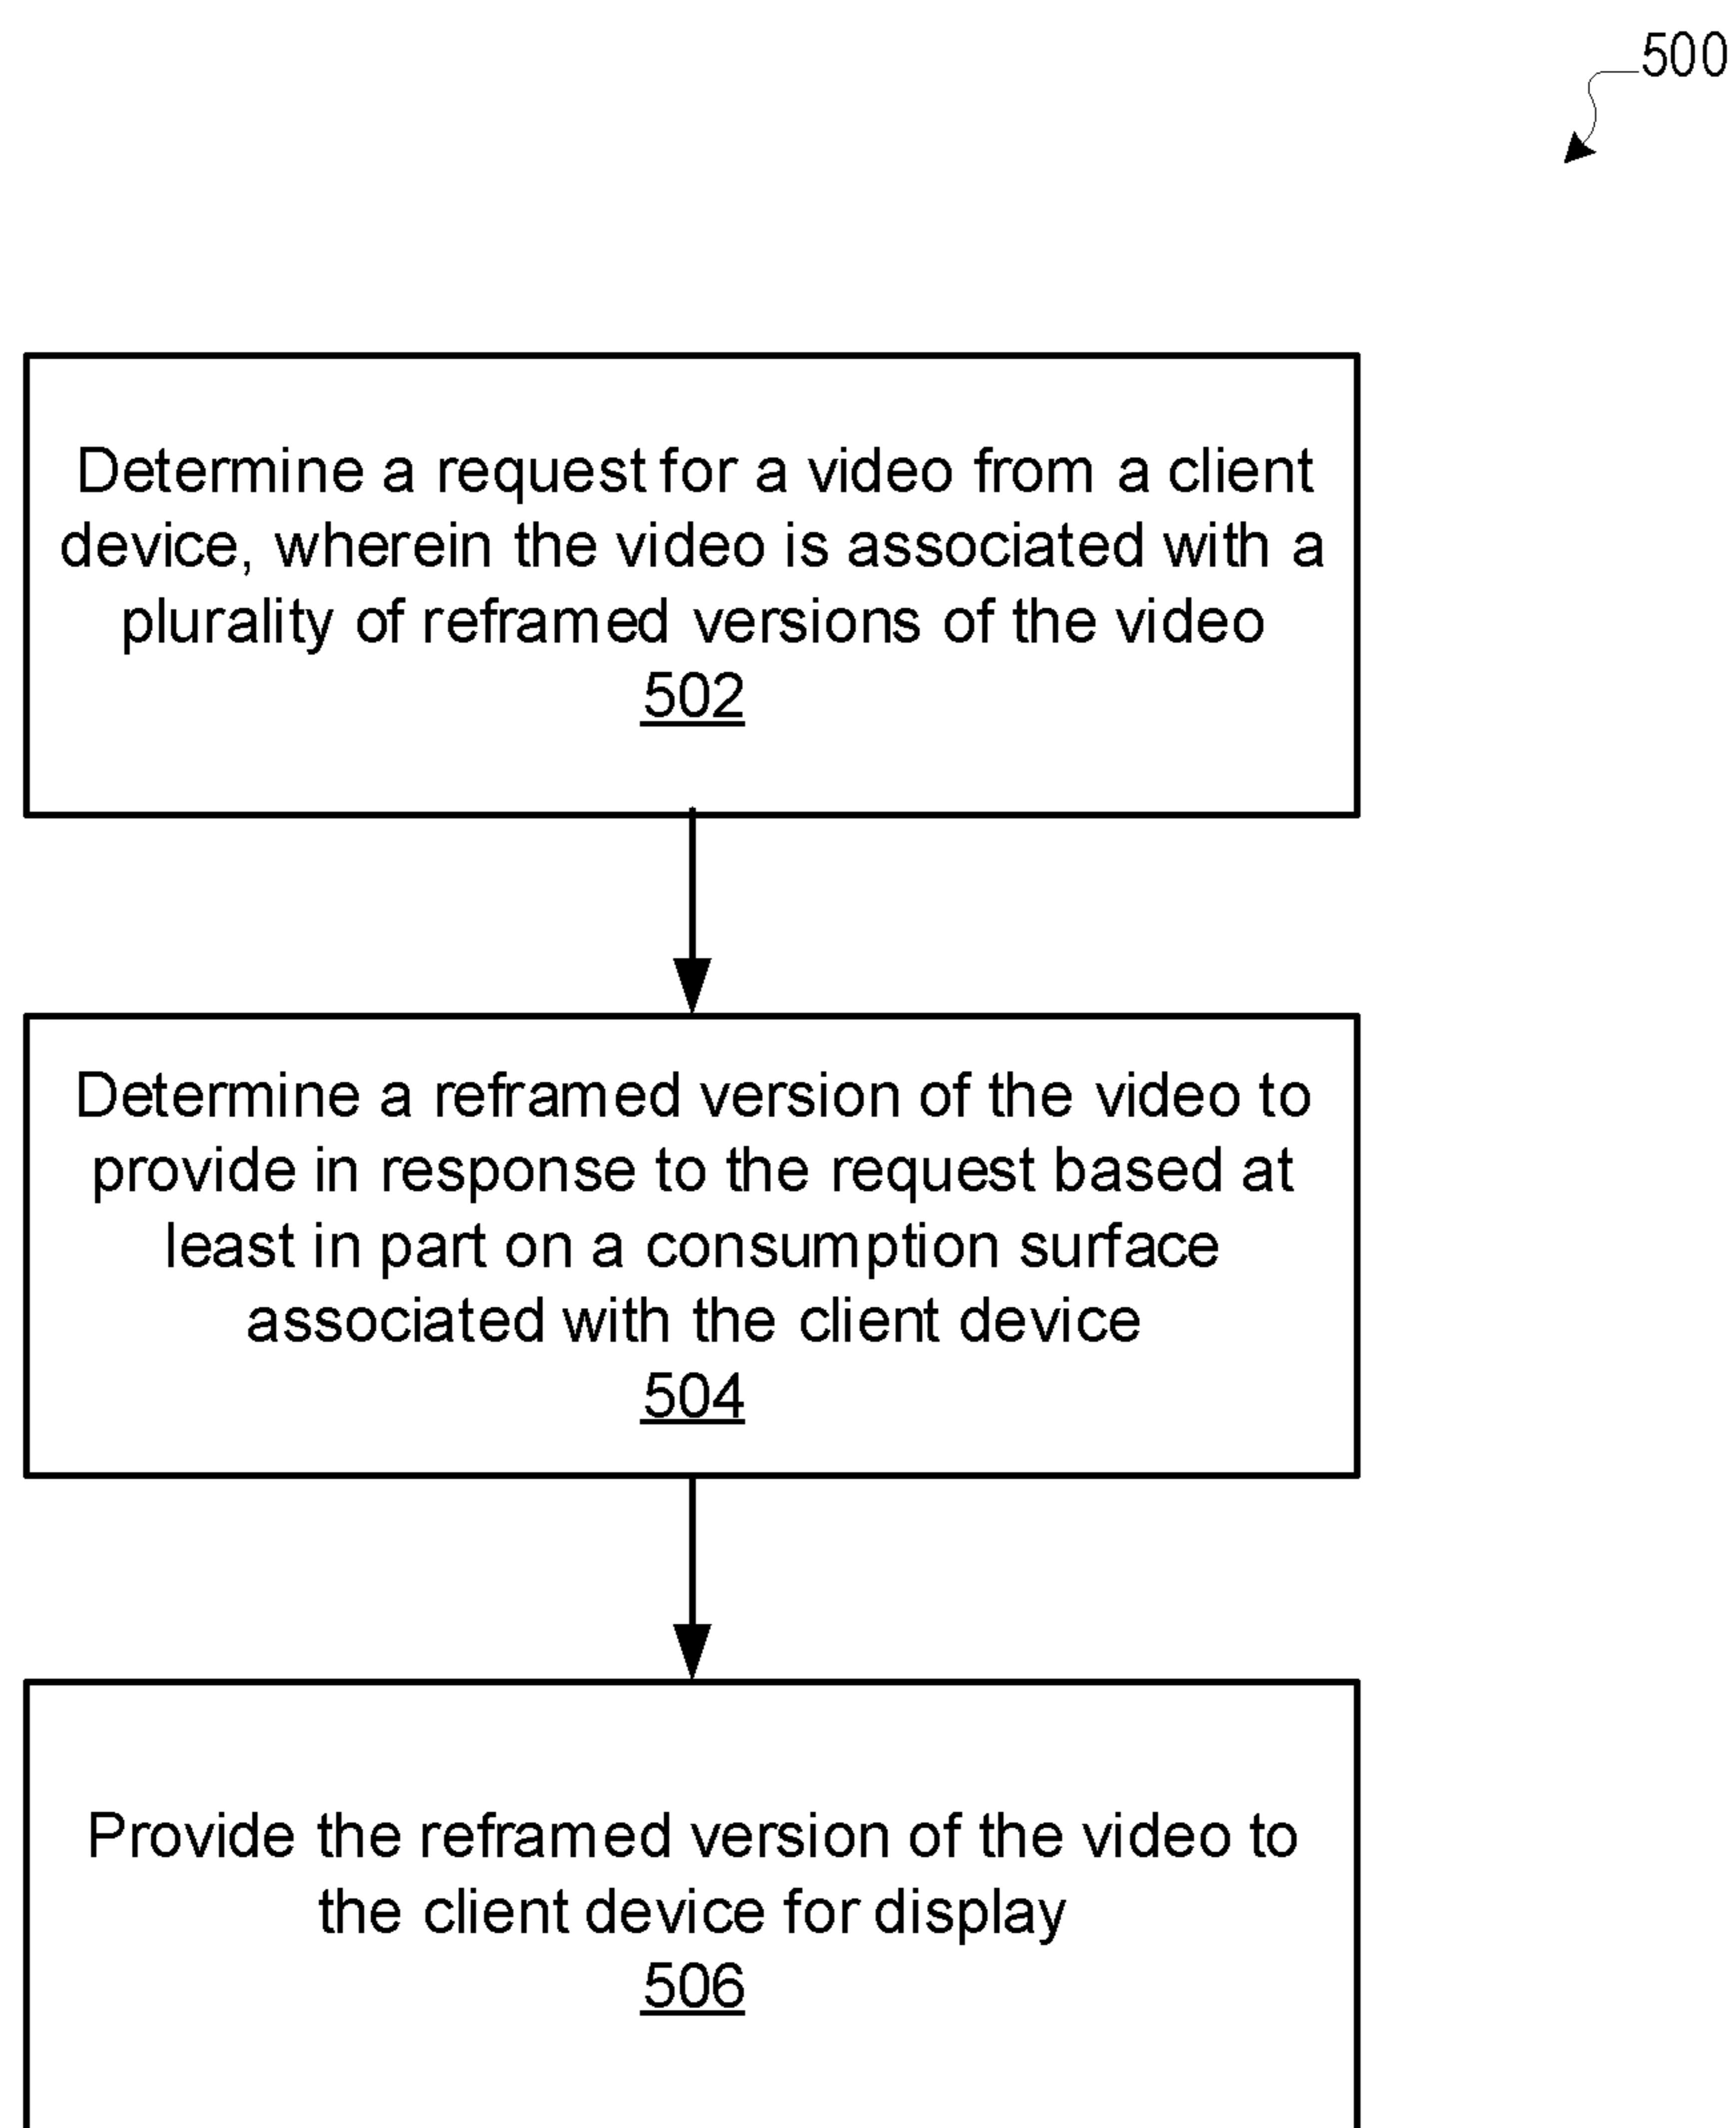 500
Determine a request for a video from a client
device, wherein the video is associated with a
plurality of reframed versions of the video
502
Determine a reframed version of the video to
provide in response to the request based at
least in part on a consumption surface
associated with the client device
504
Provide the reframed version of the video to
the client device for display
506